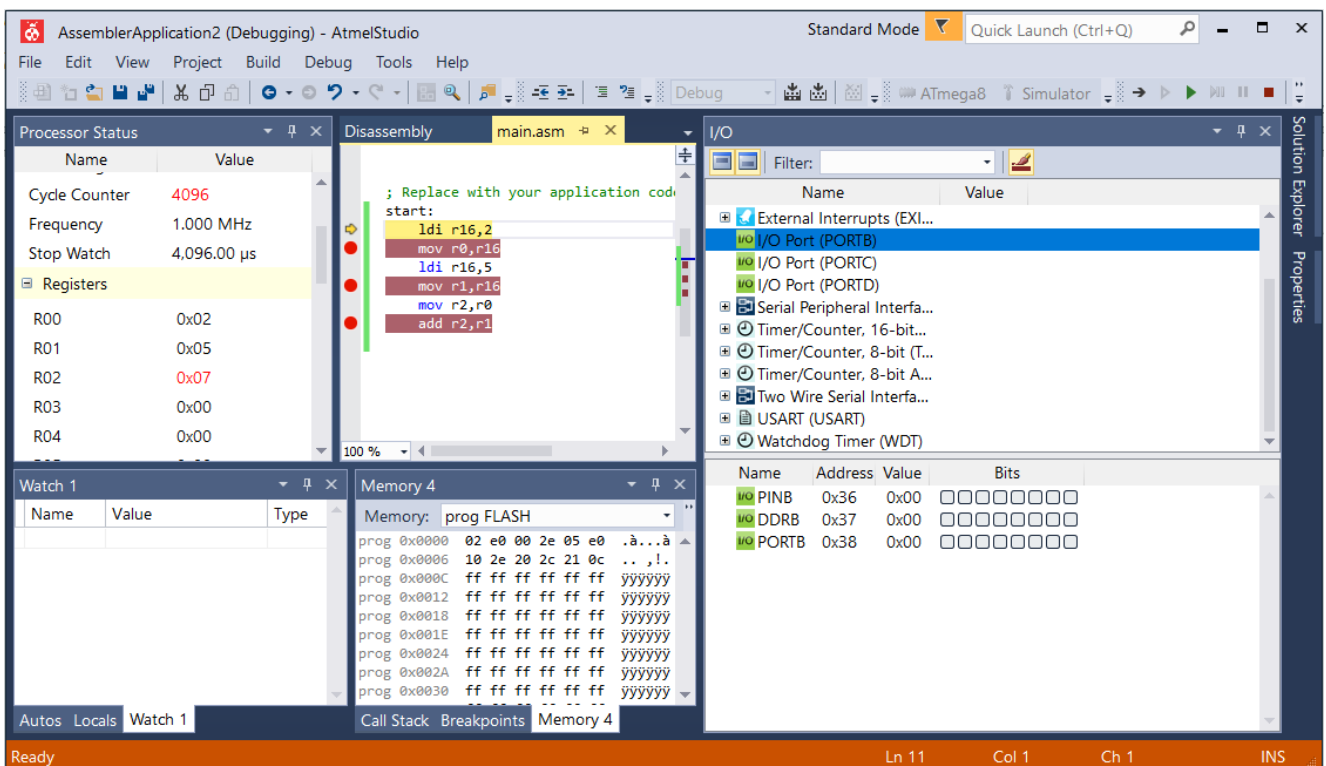 AssemblerApplication2 (Debugging) - AtmelStudio
Standard Mode
Quick Launch (Ctrl+Q)
File Edit View Project Build Debug Tools Help
Debug ATmega8 Simulator
Processor Status
Name Value
Cycle Counter 4096
Frequency 1.000 MHz
Stop Watch 4,096.00 µs
Registers
R00 0x02
R01 0x05
R02 0x07
R03 0x00
R04 0x00
Disassembly main.asm
; Replace with your application code
start:
ldi r16,2
mov r0,r16
ldi r16,5
mov r1,r16
mov r2,r0
add r2,r1
100 %
I/O
Filter:
Name Value
External Interrupts (EXI...
I/O I/O Port (PORTB)
I/O I/O Port (PORTC)
I/O I/O Port (PORTD)
Serial Peripheral Interfa...
Timer/Counter, 16-bit...
Timer/Counter, 8-bit (T...
Timer/Counter, 8-bit A...
Two Wire Serial Interfa...
USART (USART)
Watchdog Timer (WDT)
Name Address Value Bits
I/O PINB 0x36 0x00
I/O DDRB 0x37 0x00
I/O PORTB 0x38 0x00
Solution Explorer
Properties
Watch 1
Name Value Type
Autos Locals Watch 1
Memory 4
Memory: prog FLASH
prog 0x0000 02 e0 00 2e 05 e0 .à...à
prog 0x0006 10 2e 20 2c 21 0c .. ,!.
prog 0x000C ff ff ff ff ff ff ÿÿÿÿÿÿ
prog 0x0012 ff ff ff ff ff ff ÿÿÿÿÿÿ
prog 0x0018 ff ff ff ff ff ff ÿÿÿÿÿÿ
prog 0x001E ff ff ff ff ff ff ÿÿÿÿÿÿ
prog 0x0024 ff ff ff ff ff ff ÿÿÿÿÿÿ
prog 0x002A ff ff ff ff ff ff ÿÿÿÿÿÿ
prog 0x0030 ff ff ff ff ff ff ÿÿÿÿÿÿ
Call Stack Breakpoints Memory 4
Ready Ln 11 Col 1 Ch 1 INS